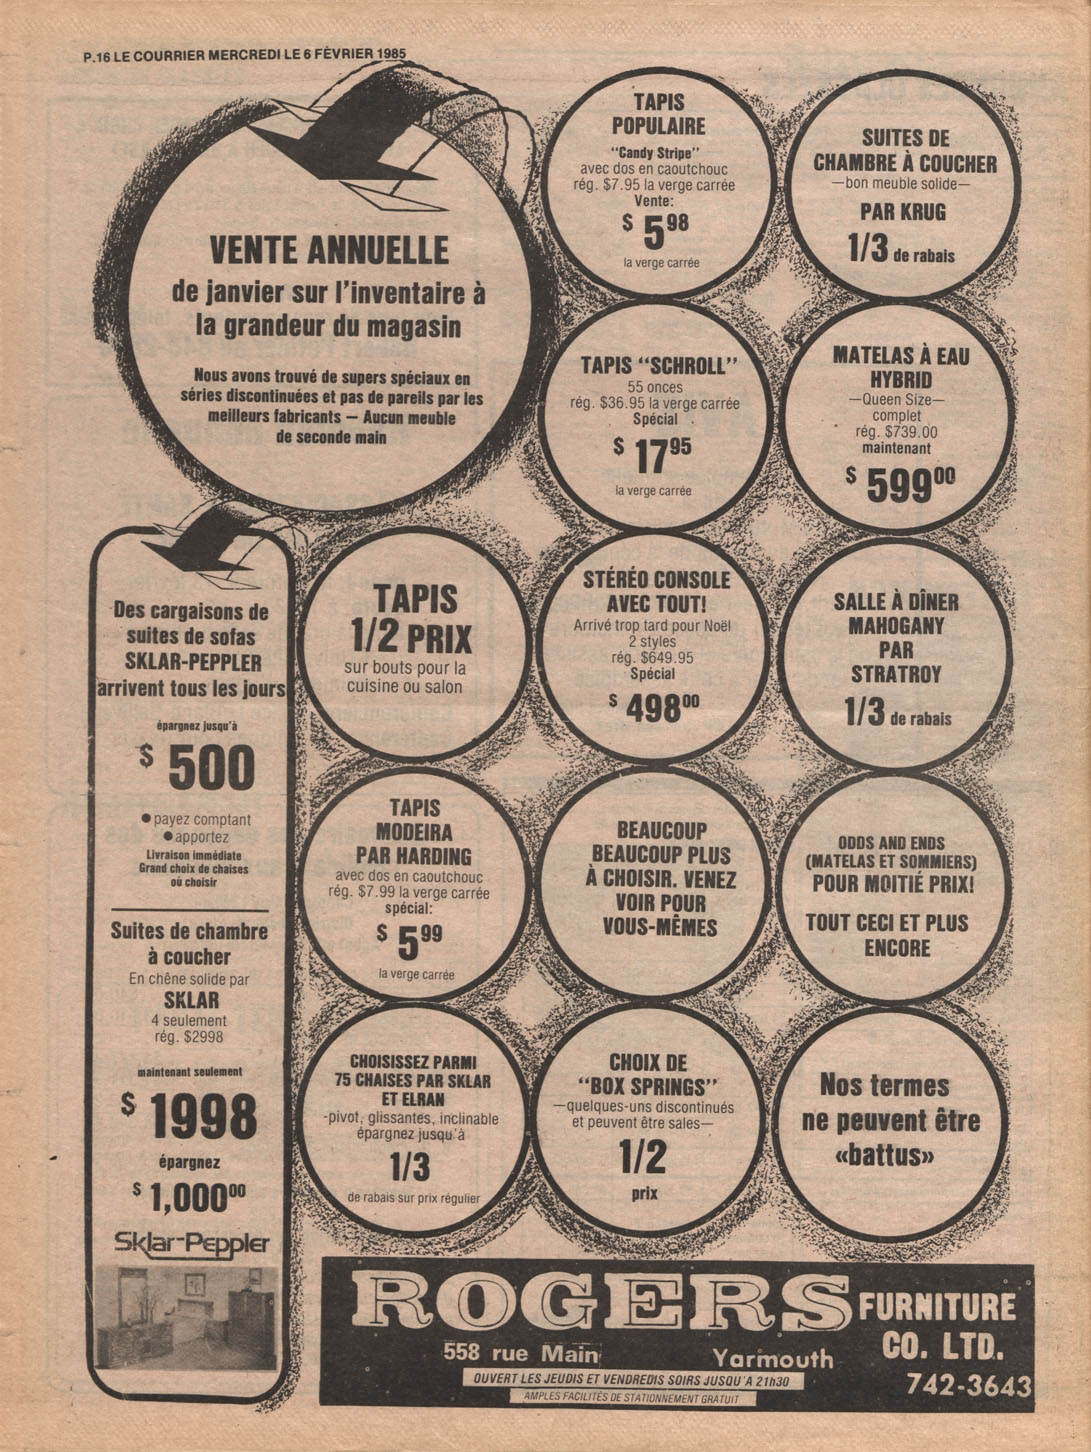 P.16 LE COURRIER MERCREDI LE 6 FÉVRIER 1985
VENTE ANNUELLE
de janvier sur l'inventaire à
la grandeur du magasin
Nous avons trouvé de supers spéciaux en
séries discontinuées et pas de pareils par les
meilleurs fabricants — Aucun meuble
de seconde main
TAPIS
POPULAIRE
"Candy Stripe"
avec dos en caoutchouc
rég. $7.95 la verge carrée
Vente:
$5.98
la verge carrée
SUITES DE
CHAMBRE À COUCHER
—bon meuble solide—
PAR KRUG
1/3 de rabais
TAPIS "SCHROLL"
55 onces
rég. $36.95 la verge carrée
Spécial
$17.95
la verge carrée
MATELAS À EAU
HYBRID
—Queen Size—
complet
rég. $739.00
maintenant
$599.00
Des cargaisons de
suites de sofas
SKLAR-PEPPLER
arrivent tous les jours
épargnez jusqu'à
$500
●payez comptant
●apportez
Livraison immédiate
Grand choix de chaises
où choisir
Suites de chambre
à coucher
En chêne solide par
SKLAR
4 seulement
rég. $2998
maintenant seulement
$1998
épargnez
$1,000.00
Sklar-Peppler
TAPIS
1/2 PRIX
sur bouts pour la
cuisine ou salon
STÉRÉO CONSOLE
AVEC TOUT!
Arrivé trop tard pour Noël
2 styles
rég. $649.95
Spécial
$498.00
SALLE À DÎNER
MAHOGANY
PAR
STRATROY
1/3 de rabais
TAPIS
MODEIRA
PAR HARDING
avec dos en caoutchouc
rég. $7.99 la verge carrée
spécial:
$5.99
la verge carrée
BEAUCOUP
BEAUCOUP PLUS
À CHOISIR. VENEZ
VOIR POUR
VOUS-MÊMES
ODDS AND ENDS
(MATELAS ET SOMMIERS)
POUR MOITIÉ PRIX!
TOUT CECI ET PLUS
ENCORE
CHOISISSEZ PARMI
75 CHAISES PAR SKLAR
ET ELRAN
-pivot, glissantes, inclinable
épargnez jusqu'à
1/3
de rabais sur prix régulier
CHOIX DE
"BOX SPRINGS"
—quelques-uns discontinués
et peuvent être sales—
1/2
prix
Nos termes
ne peuvent être
«battus»
ROGERS FURNITURE
CO. LTD.
558 rue Main Yarmouth
742-3643
OUVERT LES JEUDIS ET VENDREDIS SOIRS JUSQU'A 21h30
AMPLES FACILITÉS DE STATIONNEMENT GRATUIT